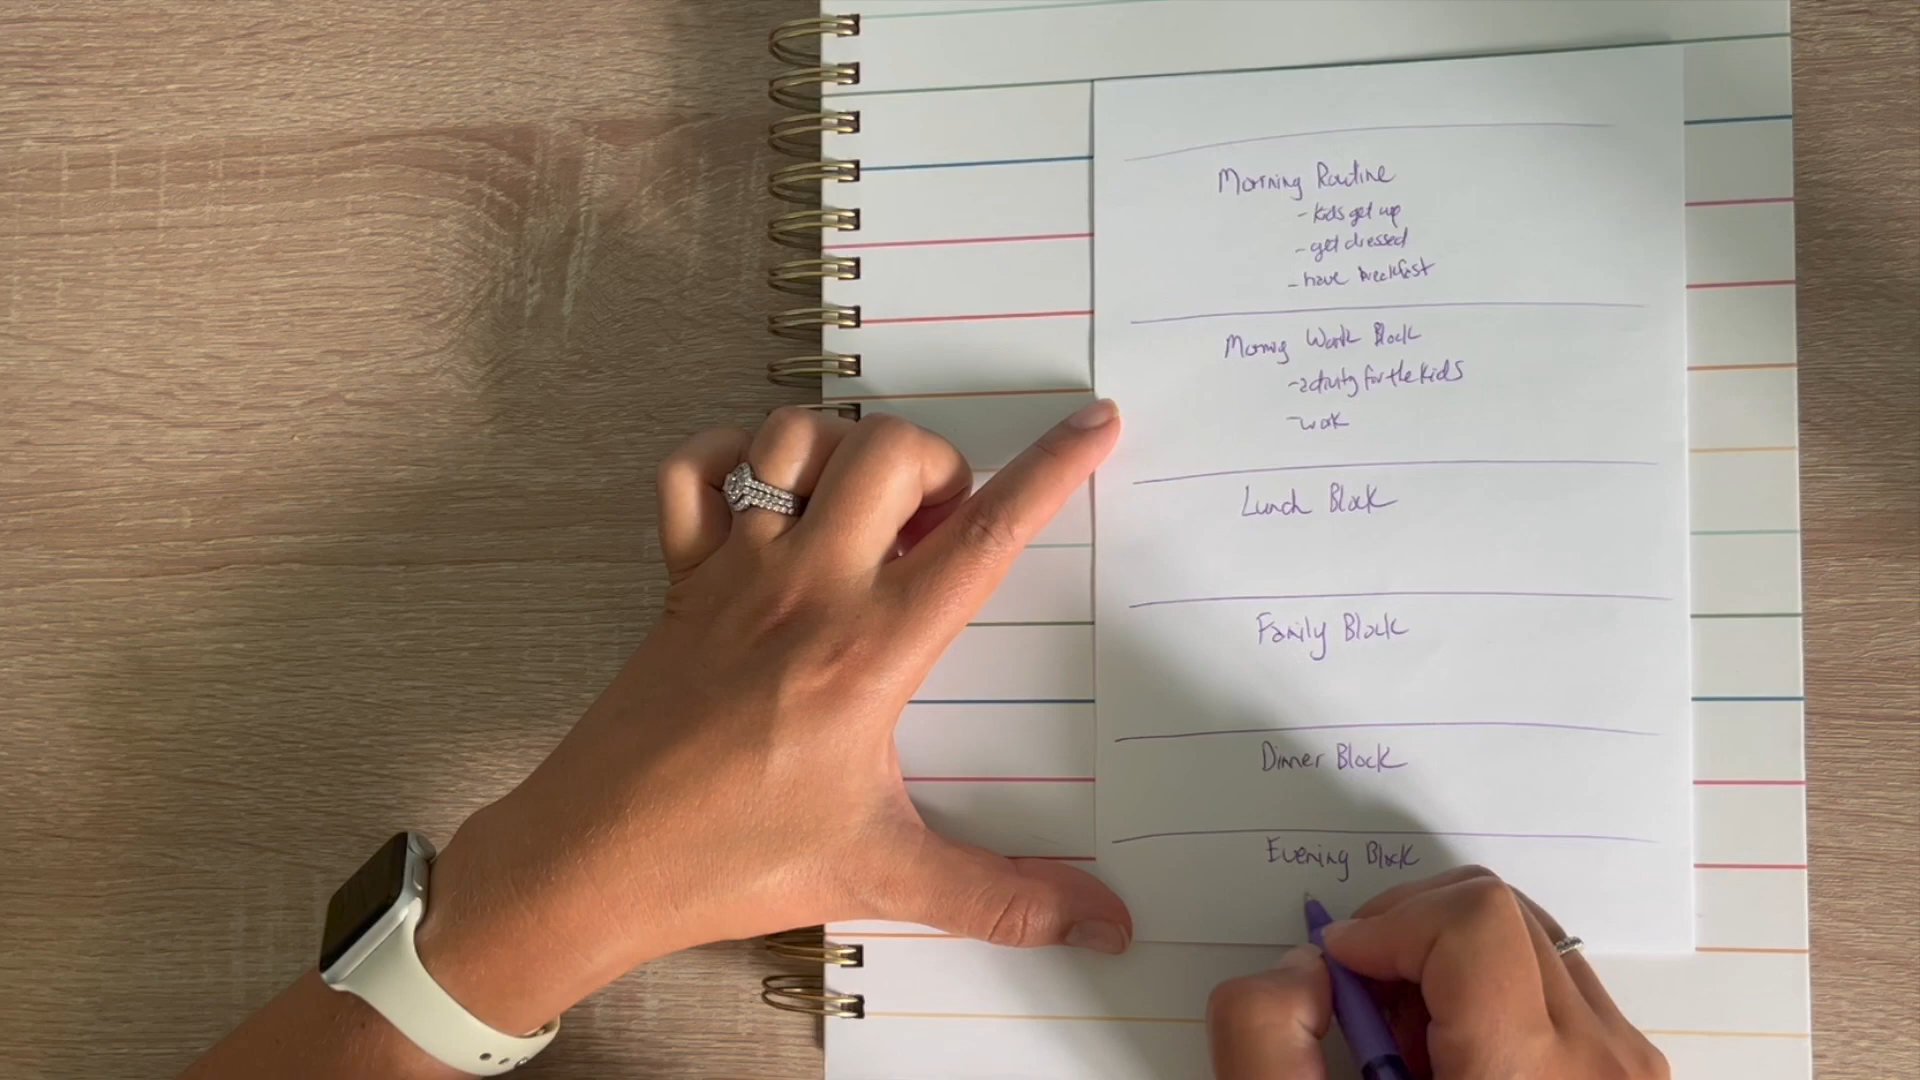 Morning Routine
- kids get up
- get dressed
- have breakfast
Morning Work Block
- activity for the kids
- work
Lunch Block
Family Block
Dinner Block
Evening Block